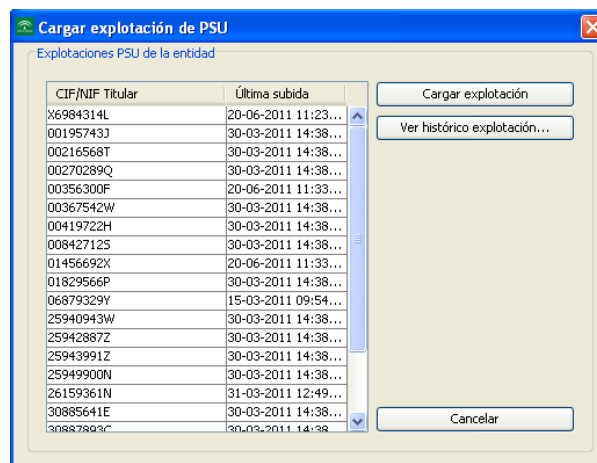 Cargar explotación de PSU
Explotaciones PSU de la entidad
CIF/NIF Titular Última subida
X6984314L 20-06-2011 11:23...
00195743J 30-03-2011 14:38...
00216568T 30-03-2011 14:38...
00270289Q 30-03-2011 14:38...
00356300F 20-06-2011 11:33...
00367542W 30-03-2011 14:38...
00419722H 30-03-2011 14:38...
00842712S 30-03-2011 14:38...
01456692X 20-06-2011 11:33...
01829566P 30-03-2011 14:38...
06879329Y 15-03-2011 09:54...
25940943W 30-03-2011 14:38...
25942887Z 30-03-2011 14:38...
25943991Z 30-03-2011 14:38...
25949900N 30-03-2011 14:38...
26159361N 31-03-2011 12:49...
30885641E 30-03-2011 14:38...
30887893C 30-03-2011 14:38...
Cargar explotación
Ver histórico explotación...
Cancelar